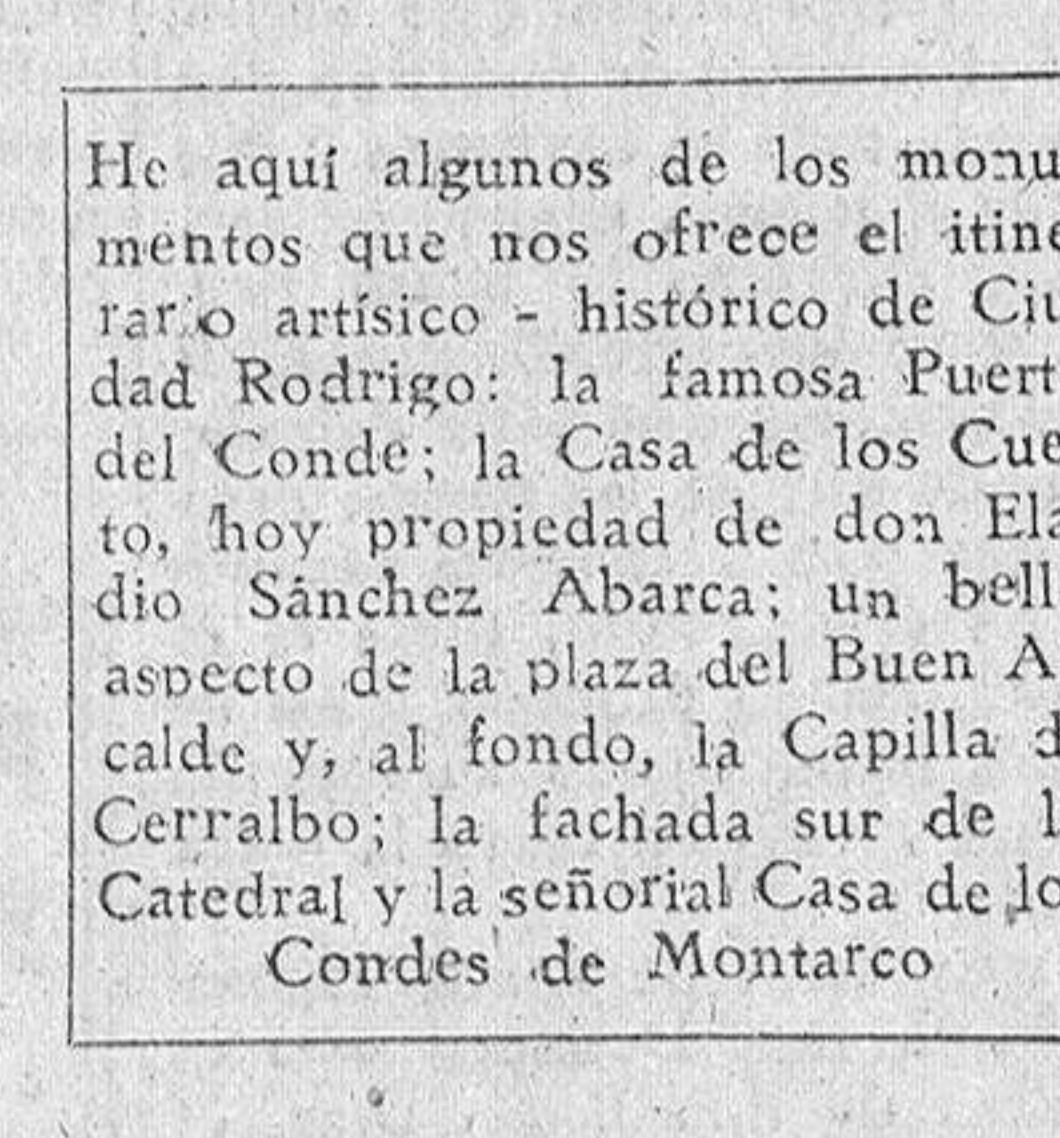 He aquí algunos de los monu
mentos que nos ofrece el itine
rario artísico - histórico de Ciu
dad Rodrigo: la famosa Puert
del Conde; la Casa de los Cue
to, hoy propiedad de don Ela
dio Sánchez Abarca; un bell
aspecto de la plaza del Buen A
calde y, al fondo, la Capilla d
Cerralbo; la fachada sur de l
Catedral y la señorial Casa de lo
Condes de Montarco